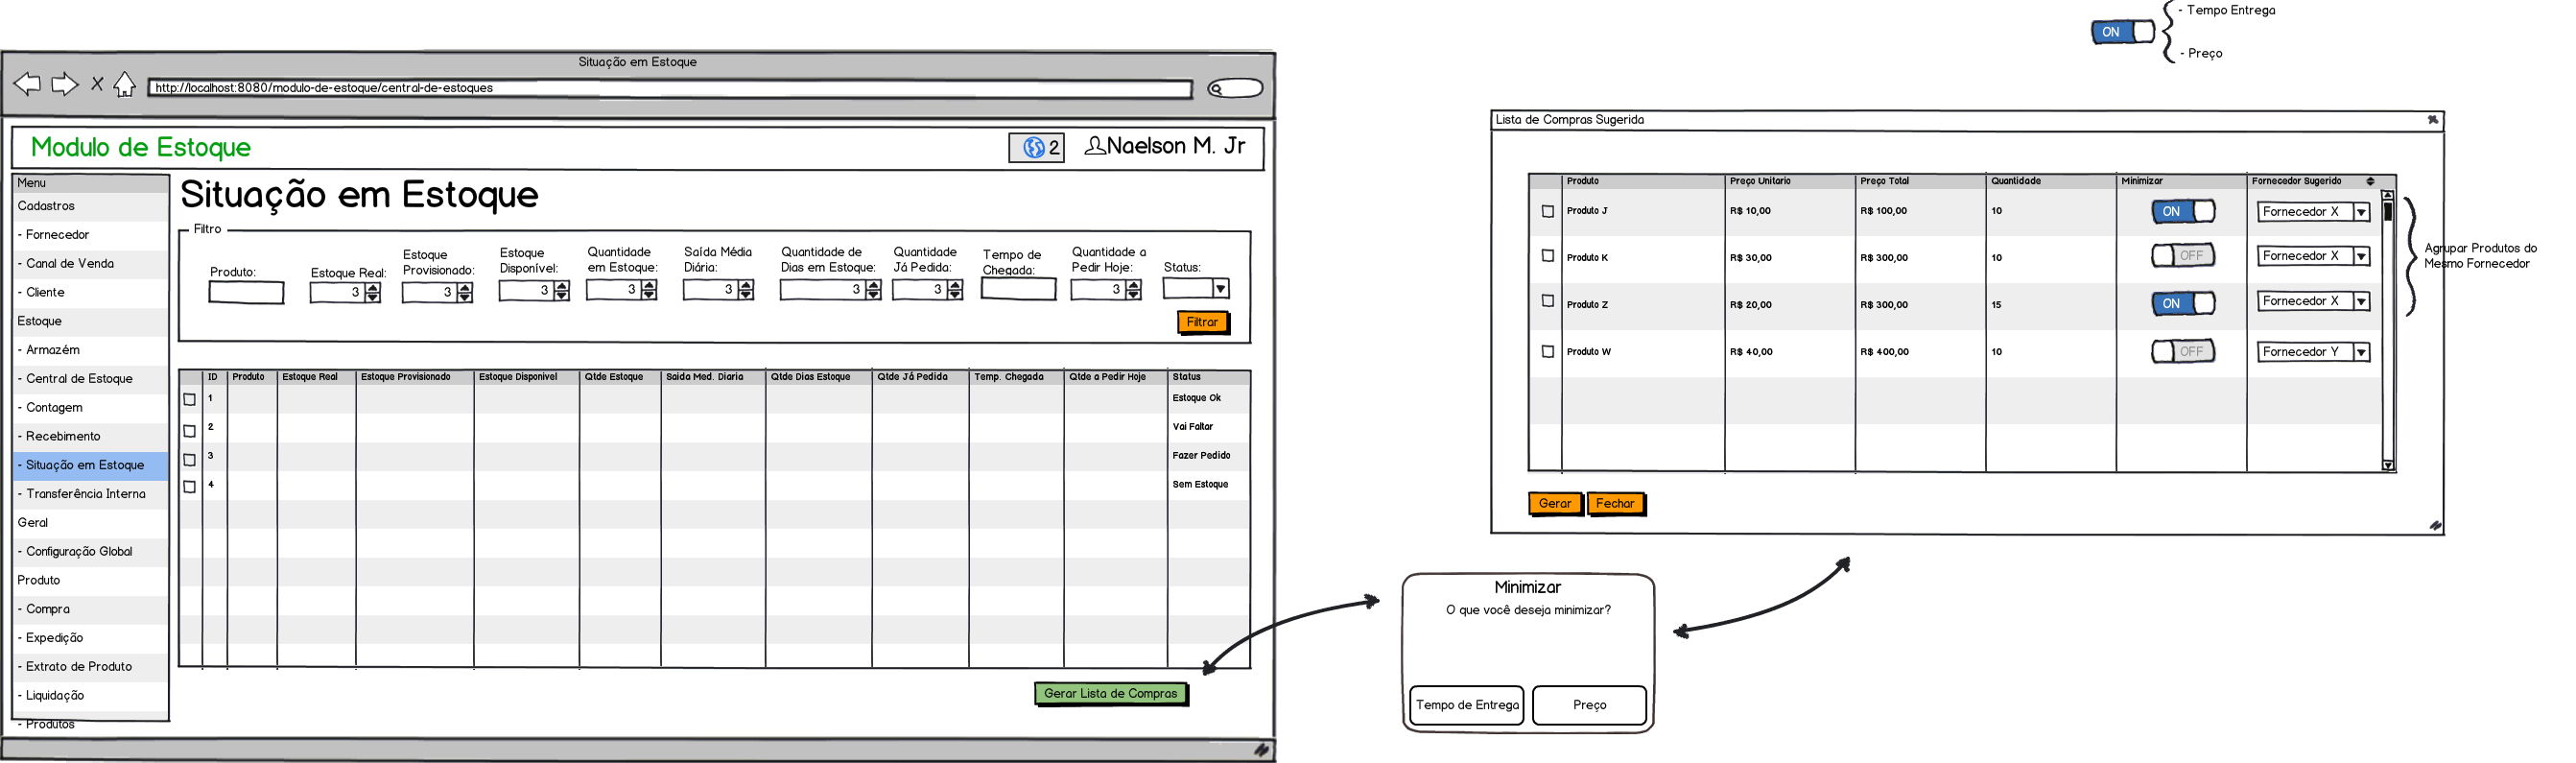 Situação em Estoque
http://localhost:8080/modulo-de-estoque/central-de-estoques
Modulo de Estoque
2
Naelson M. Jr
Menu
Cadastros
- Fornecedor
- Canal de Venda
- Cliente
Estoque
- Armazém
- Central de Estoque
- Contagem
- Recebimento
- Situação em Estoque
- Transferência Interna
Geral
- Configuração Global
Produto
- Compra
- Expedição
- Extrato de Produto
- Liquidação
- Produtos
Situação em Estoque
Filtro
Produto:
Estoque Real:
3
Estoque
Provisionado:
3
Estoque
Disponível:
3
Quantidade
em Estoque:
3
Saída Média
Diária:
3
Quantidade de
Dias em Estoque:
3
Quantidade
Já Pedida:
3
Tempo de
Chegada:
Quantidade a
Pedir Hoje:
3
Status:
Filtrar
ID Produto Estoque Real Estoque Provisionado Estoque Disponivel Qtde Estoque Saida Med. Diaria Qtde Dias Estoque Qtde Já Pedida Temp. Chegada Qtde a Pedir Hoje Status
1 Estoque Ok
2 Vai Faltar
3 Fazer Pedido
4 Sem Estoque
Gerar Lista de Compras
Minimizar
O que você deseja minimizar?
Tempo de Entrega
Preço
ON
- Tempo Entrega
- Preço
Lista de Compras Sugerida
Produto Preço Unitario Preço Total Quantidade Minimizar Fornecedor Sugerido
Produto J R$ 10,00 R$ 100,00 10 ON Fornecedor X
Produto K R$ 30,00 R$ 300,00 10 OFF Fornecedor X
Produto Z R$ 20,00 R$ 300,00 15 ON Fornecedor X
Produto W R$ 40,00 R$ 400,00 10 OFF Fornecedor Y
Agrupar Produtos do
Mesmo Fornecedor
Gerar
Fechar